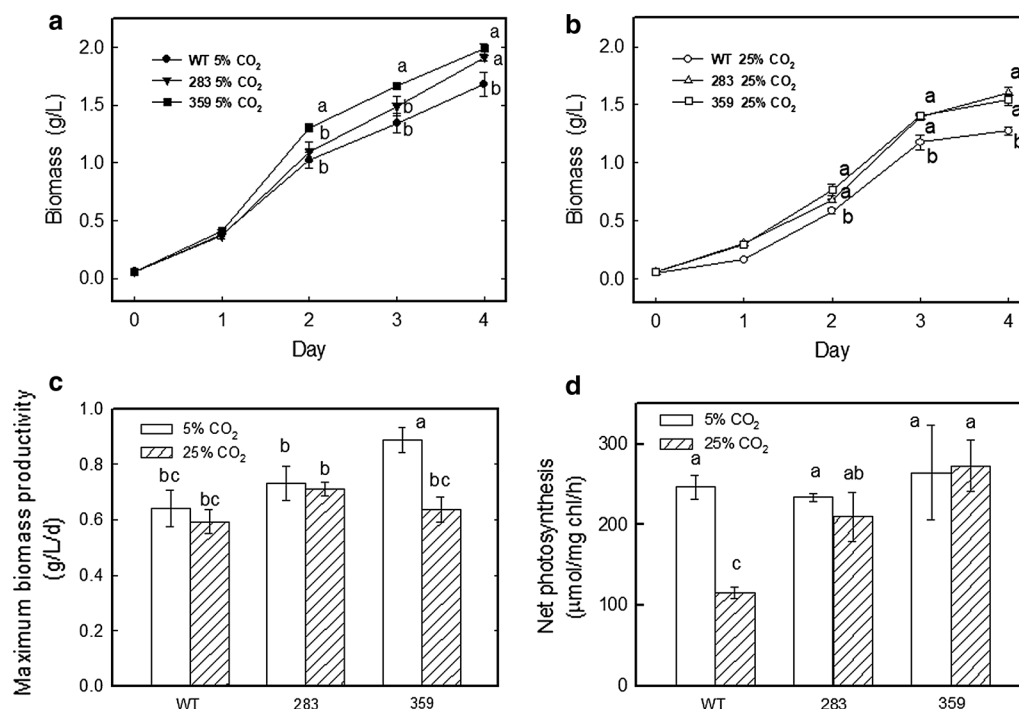 a
Biomass (g/L)
2.0
1.5
1.0
0.5
0.0
WT 5% CO₂
283 5% CO₂
359 5% CO₂
a
a
a
a
b
b
b
b
b
0
1
2
3
4
Day
b
Biomass (g/L)
2.0
1.5
1.0
0.5
0.0
WT 25% CO₂
283 25% CO₂
359 25% CO₂
a
a
b
a
a
b
a
a
b
0
1
2
3
4
Day
c
Maximum biomass productivity
(g/L/d)
1.0
0.8
0.6
0.4
0.2
0.0
5% CO₂
25% CO₂
bc
bc
b
b
a
bc
WT
283
359
d
Net photosynthesis
(μmol/mg chl/h)
300
200
100
0
5% CO₂
25% CO₂
a
c
a
ab
a
a
WT
283
359